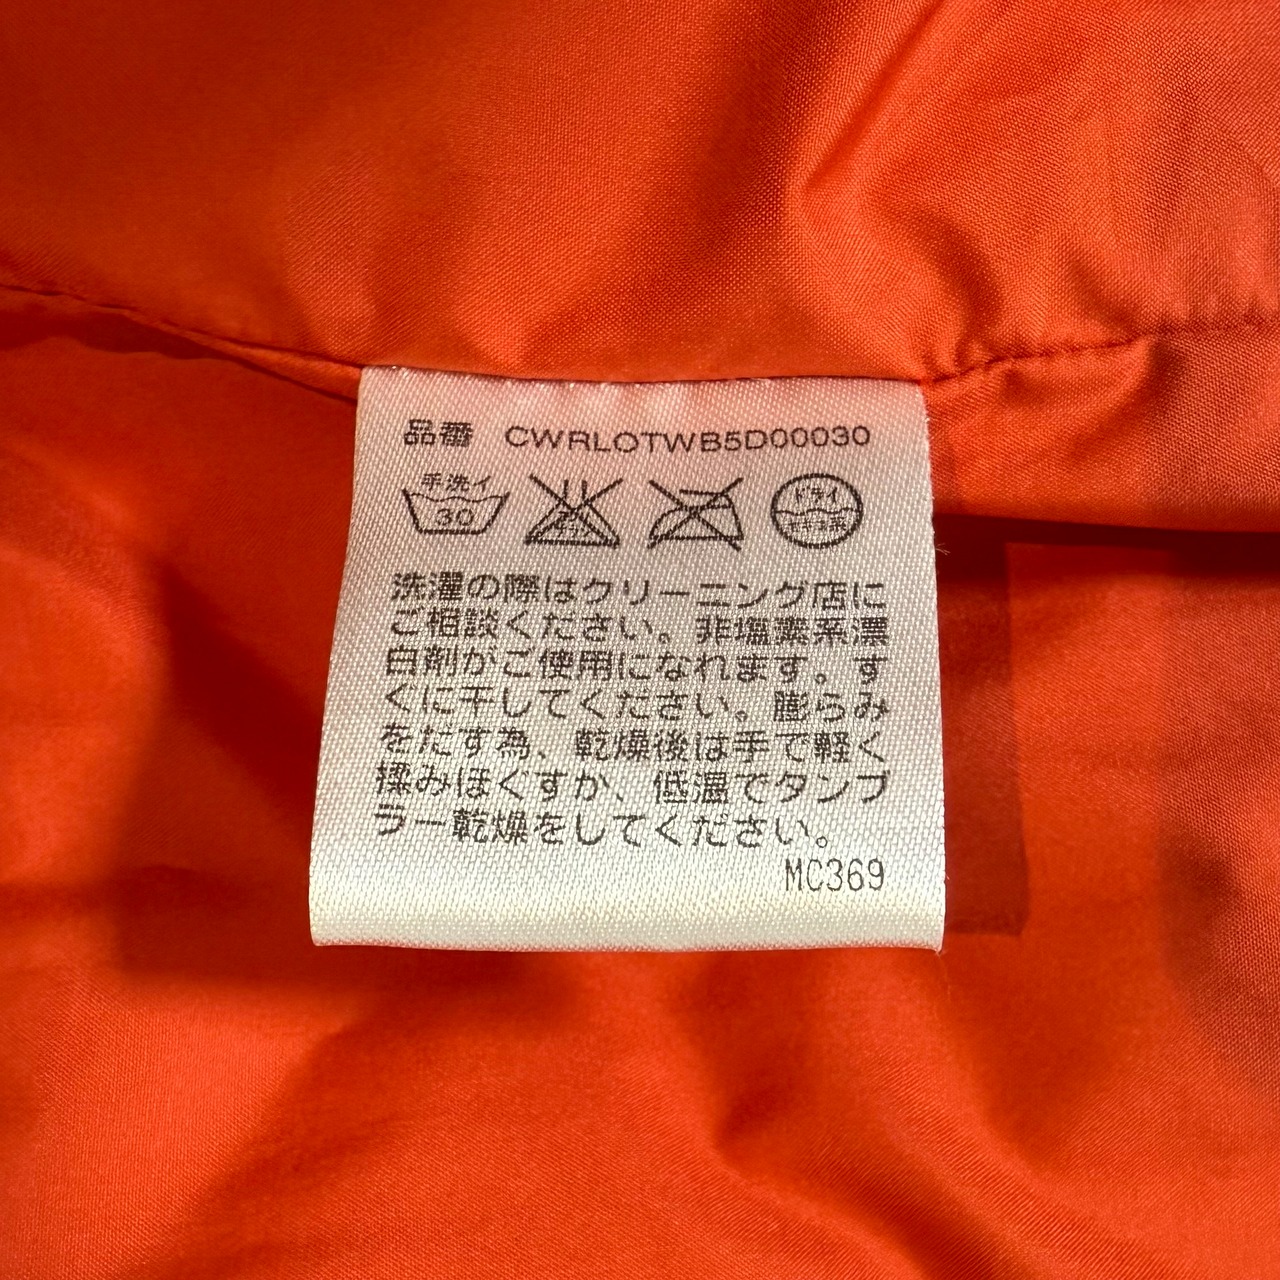 品番 CWRLOTWB5D00030
手洗イ
30
ドライ
洗濯の際はクリーニング店に
ご相談ください。非塩素系漂
白剤がご使用になれます。す
ぐに干してください。膨らみ
をだす為、乾燥後は手で軽く
揉みほぐすか、低温でタンブ
ラー乾燥をしてください。
MC369